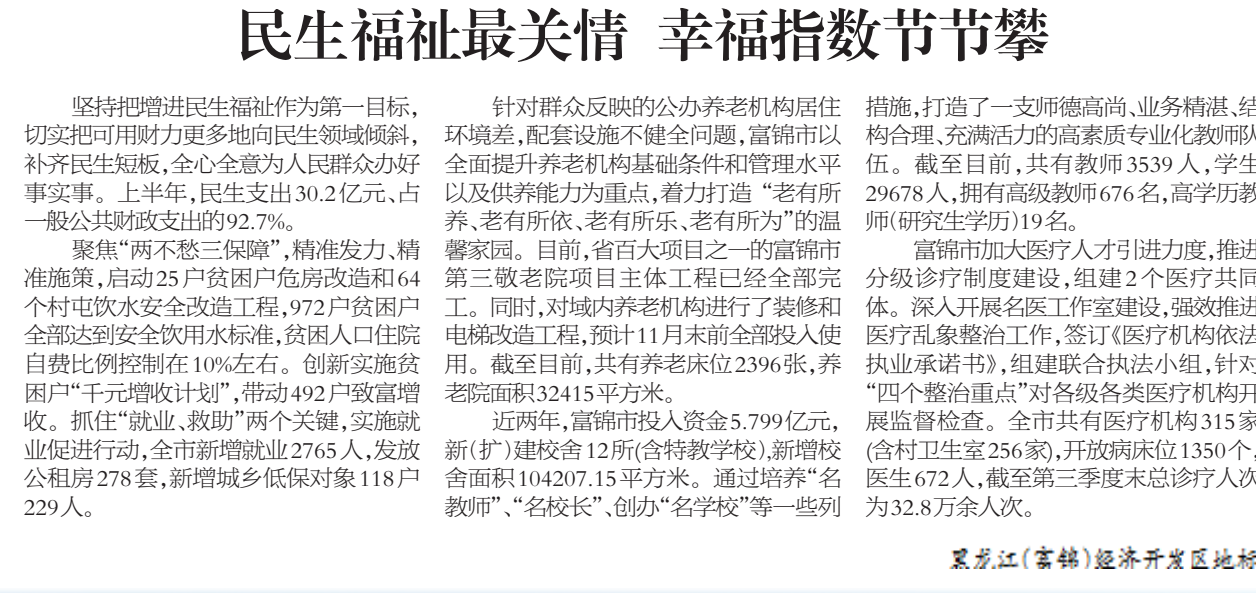 民生福祉最关情 幸福指数节节攀
坚持把增进民生福祉作为第一目标，
切实把可用财力更多地向民生领域倾斜，
补齐民生短板，全心全意为人民群众办好
事实事。上半年，民生支出30.2亿元、占
一般公共财政支出的92.7%。
聚焦“两不愁三保障”，精准发力、精
准施策，启动25户贫困户危房改造和64
个村屯饮水安全改造工程，972户贫困户
全部达到安全饮用水标准，贫困人口住院
自费比例控制在10%左右。创新实施贫
困户“千元增收计划”，带动492户致富增
收。抓住“就业、救助”两个关键，实施就
业促进行动，全市新增就业2765人，发放
公租房278套，新增城乡低保对象118户
229人。
针对群众反映的公办养老机构居住
环境差，配套设施不健全问题，富锦市以
全面提升养老机构基础条件和管理水平
以及供养能力为重点，着力打造“老有所
养、老有所依、老有所乐、老有所为”的温
馨家园。目前，省百大项目之一的富锦市
第三敬老院项目主体工程已经全部完
工。同时，对域内养老机构进行了装修和
电梯改造工程，预计11月末前全部投入使
用。截至目前，共有养老床位2396张，养
老院面积32415平方米。
近两年，富锦市投入资金5.799亿元，
新（扩）建校舍12所(含特教学校)，新增校
舍面积104207.15平方米。通过培养“名
教师”、“名校长”、创办“名学校”等一些列
措施，打造了一支师德高尚、业务精湛、结
构合理、充满活力的高素质专业化教师队
伍。截至目前，共有教师3539人，学生
29678人，拥有高级教师676名，高学历教
师(研究生学历)19名。
富锦市加大医疗人才引进力度，推进
分级诊疗制度建设，组建2个医疗共同
体。深入开展名医工作室建设，强效推进
医疗乱象整治工作，签订《医疗机构依法
执业承诺书》，组建联合执法小组，针对
“四个整治重点”对各级各类医疗机构开
展监督检查。全市共有医疗机构315家
(含村卫生室256家)，开放病床位1350个，
医生672人，截至第三季度末总诊疗人次
为32.8万余人次。
黑龙江(富锦)经济开发区地标